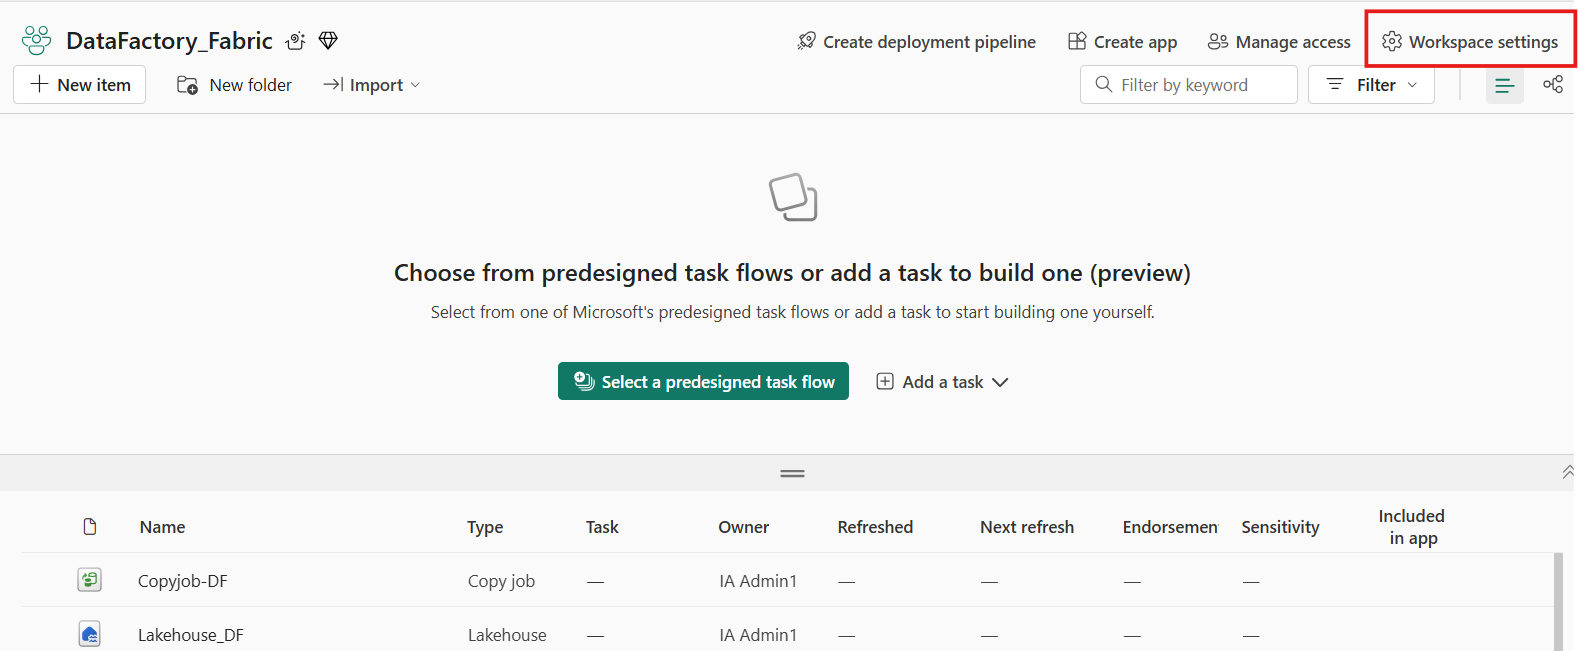 DataFactory_Fabric
Create deployment pipeline
Create app
Manage access
Workspace settings
New item
New folder
Import
Filter by keyword
Filter
Choose from predesigned task flows or add a task to build one (preview)
Select from one of Microsoft's predesigned task flows or add a task to start building one yourself.
Select a predesigned task flow
Add a task
Name
Type
Task
Owner
Refreshed
Next refresh
Endorsemen
Sensitivity
Included
in app
Copyjob-DF
Copy job
—
IA Admin1
—
—
—
—
Lakehouse_DF
Lakehouse
—
IA Admin1
—
—
—
—